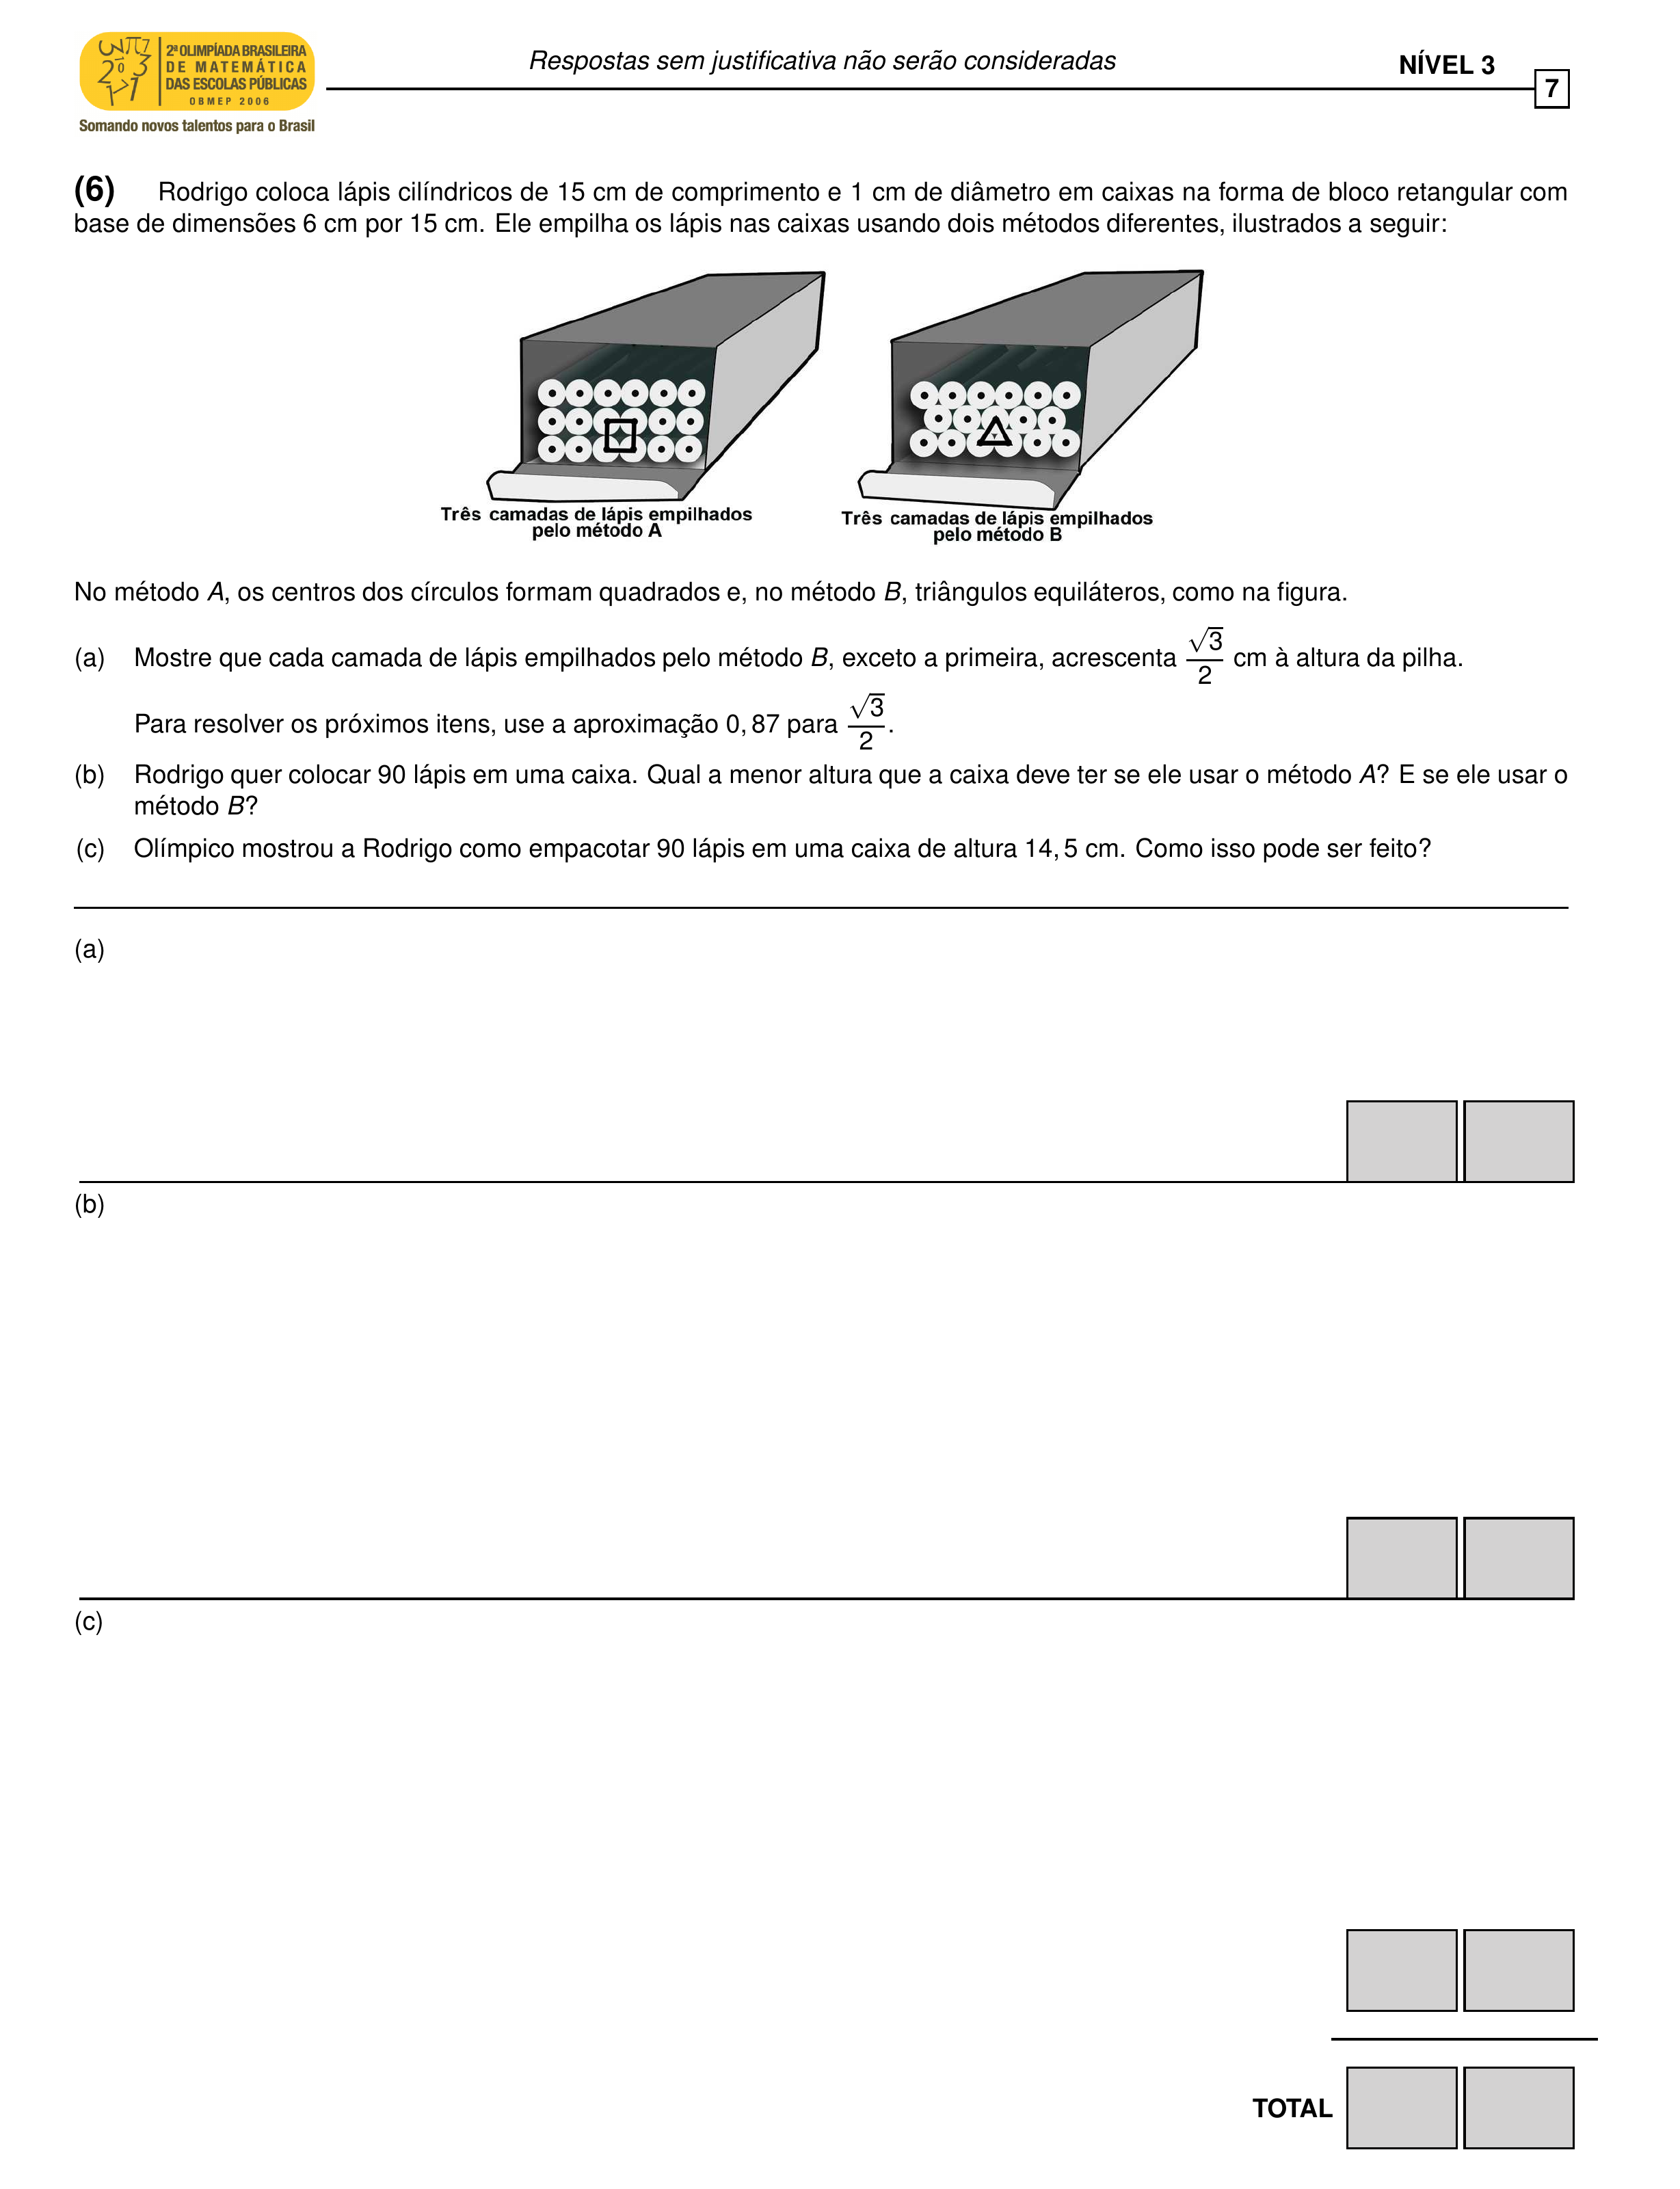 2ª OLIMPÍADA BRASILEIRA
DE MATEMÁTICA
DAS ESCOLAS PÚBLICAS
OBMEP 2006
Somando novos talentos para o Brasil
Respostas sem justificativa não serão consideradas
NÍVEL 3
7
(6) Rodrigo coloca lápis cilíndricos de 15 cm de comprimento e 1 cm de diâmetro em caixas na forma de bloco retangular com
base de dimensões 6 cm por 15 cm. Ele empilha os lápis nas caixas usando dois métodos diferentes, ilustrados a seguir:
Três camadas de lápis empilhados
pelo método A
Três camadas de lápis empilhados
pelo método B
No método A, os centros dos círculos formam quadrados e, no método B, triângulos equiláteros, como na figura.
(a) Mostre que cada camada de lápis empilhados pelo método B, exceto a primeira, acrescenta √3/2 cm à altura da pilha.
Para resolver os próximos itens, use a aproximação 0,87 para √3/2.
(b) Rodrigo quer colocar 90 lápis em uma caixa. Qual a menor altura que a caixa deve ter se ele usar o método A? E se ele usar o
método B?
(c) Olímpico mostrou a Rodrigo como empacotar 90 lápis em uma caixa de altura 14,5 cm. Como isso pode ser feito?
(a)
(b)
(c)
TOTAL